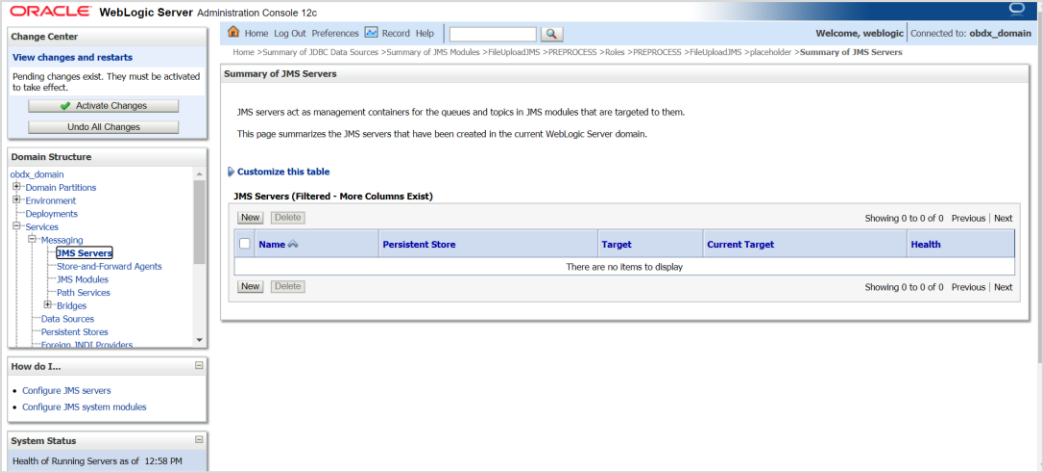 ORACLE WebLogic Server Administration Console 12c
Change Center
View changes and restarts
Pending changes exist. They must be activated
to take effect.
Activate Changes
Undo All Changes
Domain Structure
obdx_domain
Domain Partitions
Environment
Deployments
Services
Messaging
JMS Servers
Store-and-Forward Agents
JMS Modules
Path Services
Bridges
Data Sources
Persistent Stores
Foreign JNDI Providers
How do I...
Configure JMS servers
Configure JMS system modules
System Status
Health of Running Servers as of 12:58 PM
Home Log Out Preferences Record Help
Welcome, weblogic Connected to: obdx_domain
Home >Summary of JDBC Data Sources >Summary of JMS Modules >FileUploadJMS >PREPROCESS >Roles >PREPROCESS >FileUploadJMS >placeholder >Summary of JMS Servers
Summary of JMS Servers
JMS servers act as management containers for the queues and topics in JMS modules that are targeted to them.
This page summarizes the JMS servers that have been created in the current WebLogic Server domain.
Customize this table
JMS Servers (Filtered - More Columns Exist)
New Delete Showing 0 to 0 of 0 Previous | Next
Name Persistent Store Target Current Target Health
There are no items to display
New Delete Showing 0 to 0 of 0 Previous | Next